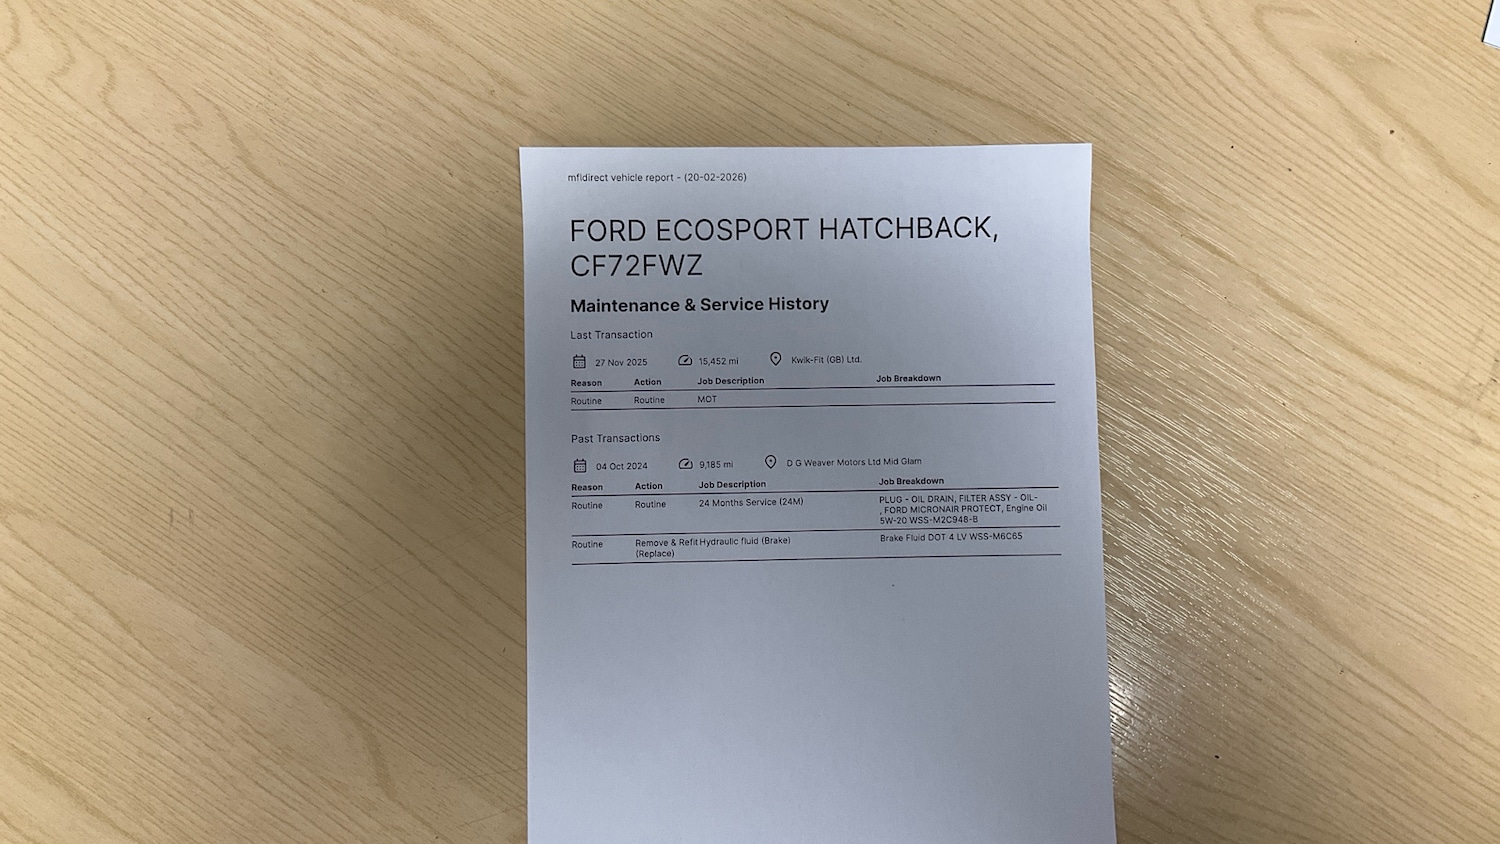 mfldirect vehicle report - (20-02-2026)
FORD ECOSPORT HATCHBACK,
CF72FWZ
Maintenance & Service History
Last Transaction
27 Nov 2025 15,452 mi Kwik-Fit (GB) Ltd.
Reason Action Job Description Job Breakdown
Routine Routine MOT
Past Transactions
04 Oct 2024 9,185 mi D G Weaver Motors Ltd Mid Glam
Reason Action Job Description Job Breakdown
Routine Routine 24 Months Service (24M) PLUG - OIL DRAIN, FILTER ASSY - OIL-
, FORD MICRONAIR PROTECT, Engine Oil
5W-20 WSS-M2C948-B
Routine Remove & Refit Hydraulic fluid (Brake) Brake Fluid DOT 4 LV WSS-M6C65
(Replace)